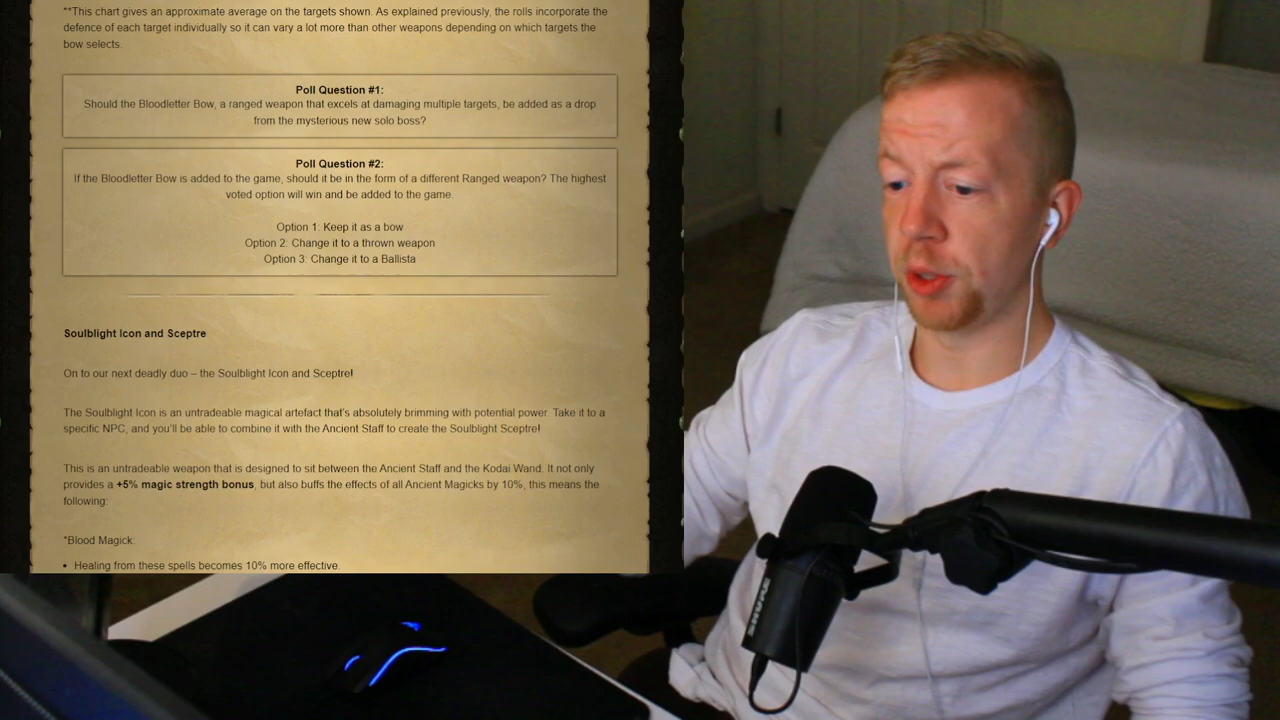 **This chart gives an approximate average on the targets shown. As explained previously, the rolls incorporate the
defence of each target individually so it can vary a lot more than other weapons depending on which targets the
bow selects.
Poll Question #1:
Should the Bloodletter Bow, a ranged weapon that excels at damaging multiple targets, be added as a drop
from the mysterious new solo boss?
Poll Question #2:
If the Bloodletter Bow is added to the game, should it be in the form of a different Ranged weapon? The highest
voted option will win and be added to the game.
Option 1: Keep it as a bow
Option 2: Change it to a thrown weapon
Option 3: Change it to a Ballista
Soulblight Icon and Sceptre
On to our next deadly duo – the Soulblight Icon and Sceptre!
The Soulblight Icon is an untradeable magical artefact that's absolutely brimming with potential power. Take it to a
specific NPC, and you'll be able to combine it with the Ancient Staff to create the Soulblight Sceptre!
This is an untradeable weapon that is designed to sit between the Ancient Staff and the Kodai Wand. It not only
provides a +5% magic strength bonus, but also buffs the effects of all Ancient Magicks by 10%, this means the
following:
*Blood Magick:
• Healing from these spells becomes 10% more effective.
SHURE